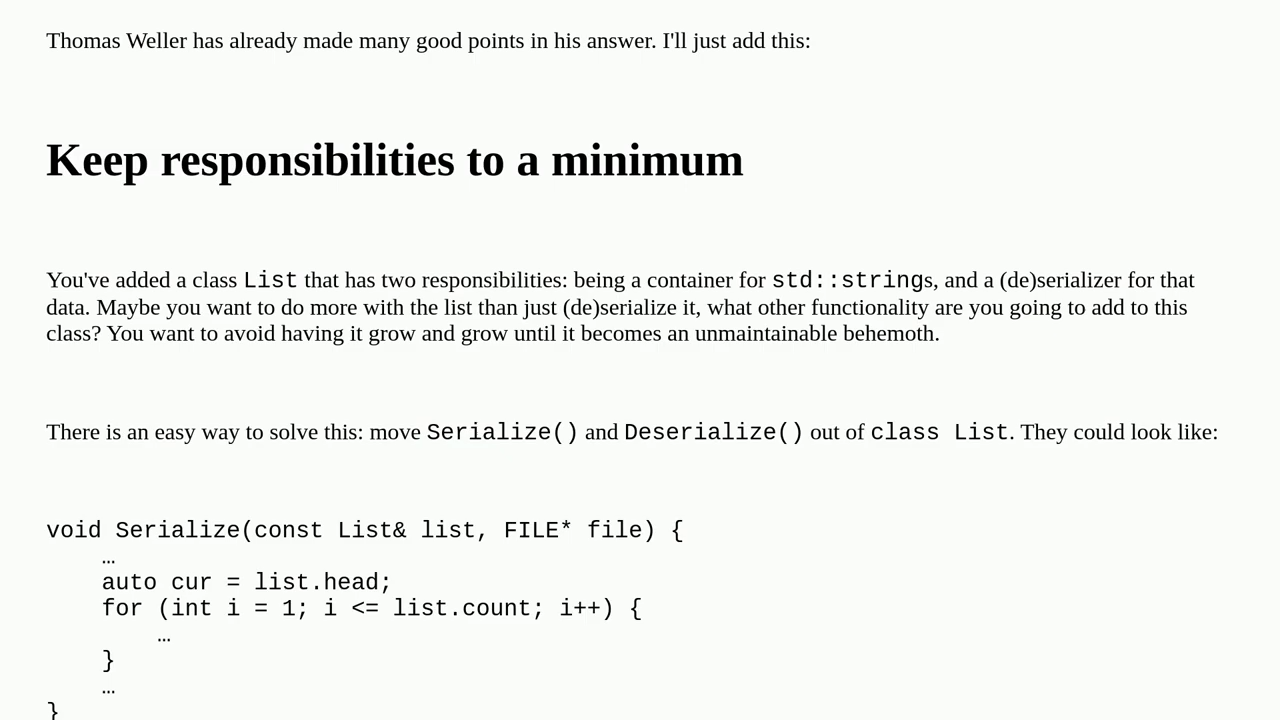 Thomas Weller has already made many good points in his answer. I'll just add this:
Keep responsibilities to a minimum
You've added a class List that has two responsibilities: being a container for std::strings, and a (de)serializer for that
data. Maybe you want to do more with the list than just (de)serialize it, what other functionality are you going to add to this
class? You want to avoid having it grow and grow until it becomes an unmaintainable behemoth.
There is an easy way to solve this: move Serialize() and Deserialize() out of class List. They could look like:
void Serialize(const List& list, FILE* file) {
    …
    auto cur = list.head;
    for (int i = 1; i <= list.count; i++) {
        …
    }
    …
}